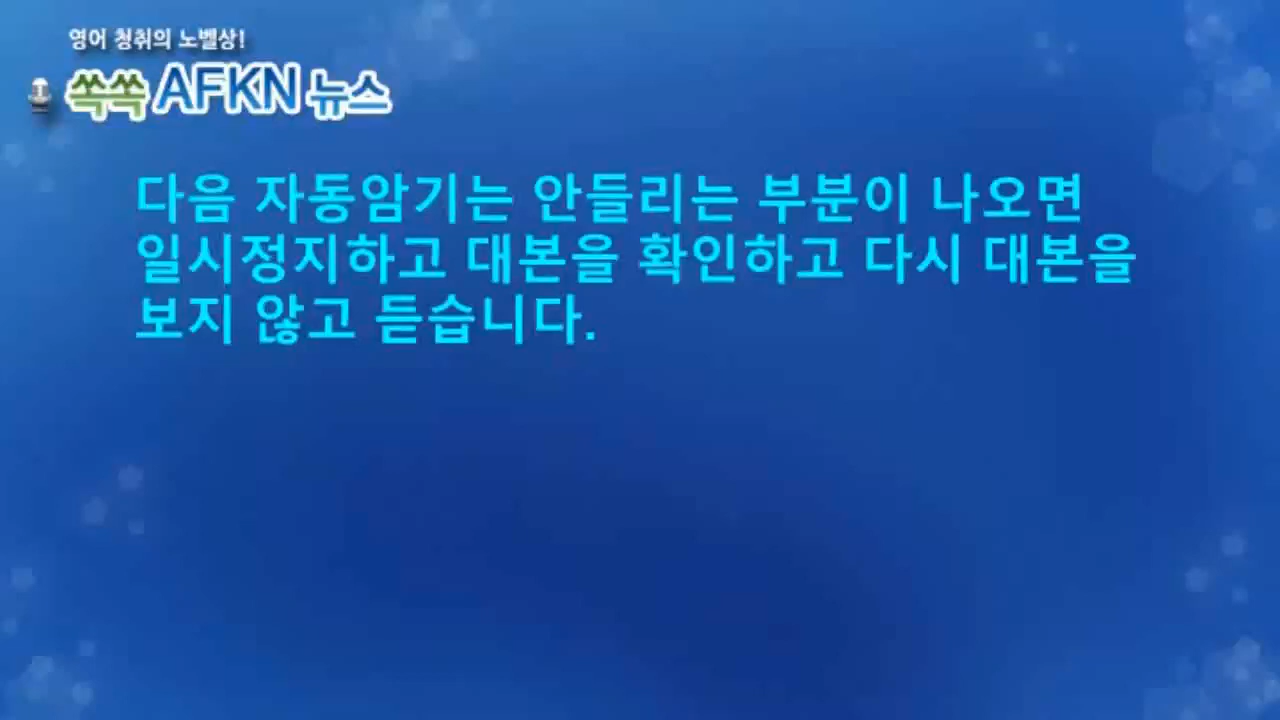 영어 청취의 노벨상!
쏙쏙 AFKN 뉴스
다음 자동암기는 안들리는 부분이 나오면
일시정지하고 대본을 확인하고 다시 대본을
보지 않고 듣습니다.